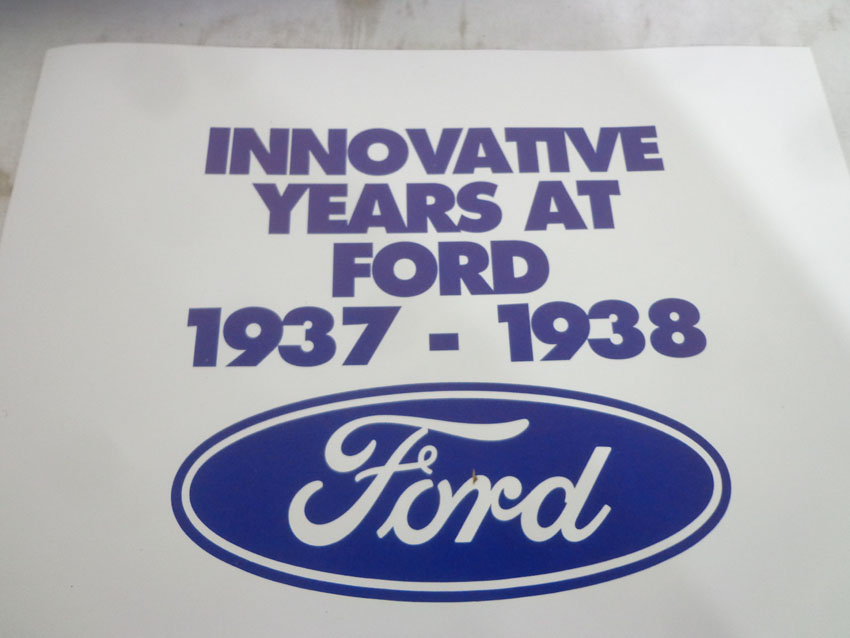 INNOVATIVE
YEARS AT
FORD
1937 - 1938
Ford